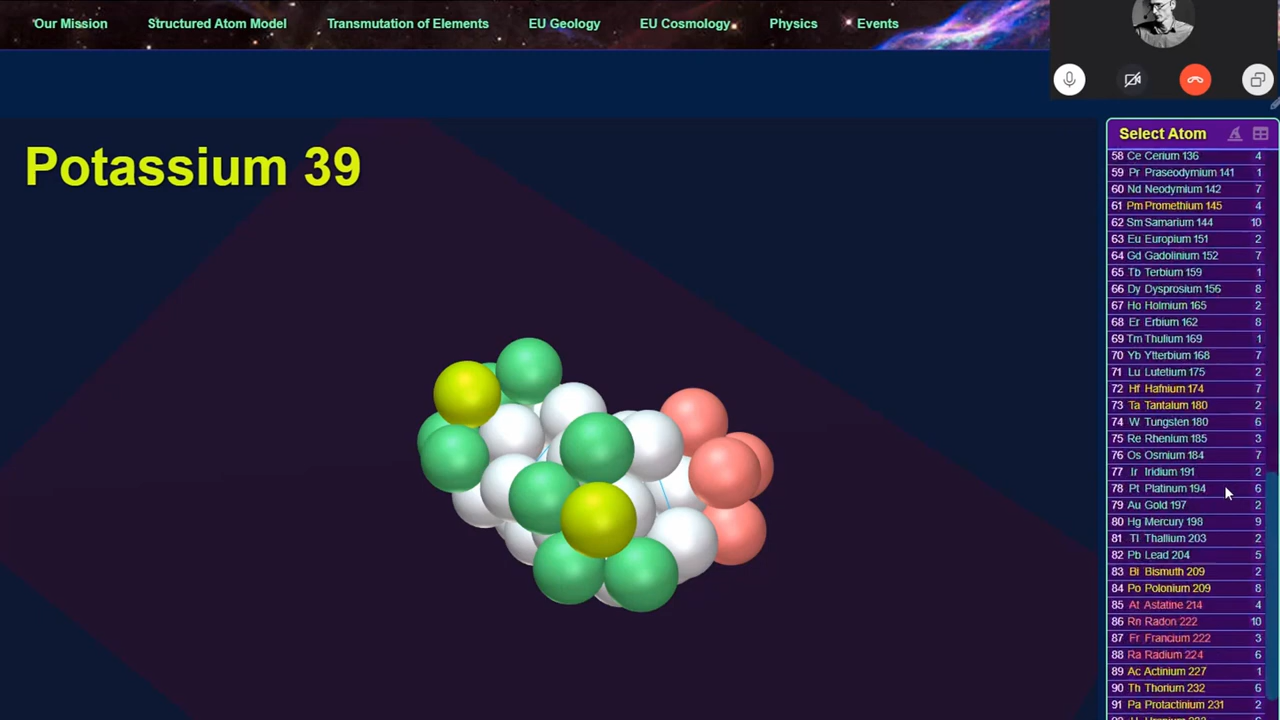 Our Mission Structured Atom Model Transmutation of Elements EU Geology EU Cosmology Physics Events
Potassium 39
Select Atom
58 Ce Cerium 136 4
59 Pr Praseodymium 141 1
60 Nd Neodymium 142 7
61 Pm Promethium 145 4
62 Sm Samarium 144 10
63 Eu Europium 151 2
64 Gd Gadolinium 152 7
65 Tb Terbium 159 1
66 Dy Dysprosium 156 8
67 Ho Holmium 165 2
68 Er Erbium 162 8
69 Tm Thulium 169 1
70 Yb Ytterbium 168 7
71 Lu Lutetium 175 2
72 Hf Hafnium 174 7
73 Ta Tantalum 180 2
74 W Tungsten 180 6
75 Re Rhenium 185 3
76 Os Osmium 184 7
77 Ir Iridium 191 2
78 Pt Platinum 194 6
79 Au Gold 197 2
80 Hg Mercury 198 9
81 Tl Thallium 203 2
82 Pb Lead 204 5
83 Bi Bismuth 209 2
84 Po Polonium 209 8
85 At Astatine 214 4
86 Rn Radon 222 10
87 Fr Francium 222 3
88 Ra Radium 224 6
89 Ac Actinium 227 1
90 Th Thorium 232 6
91 Pa Protactinium 231 2